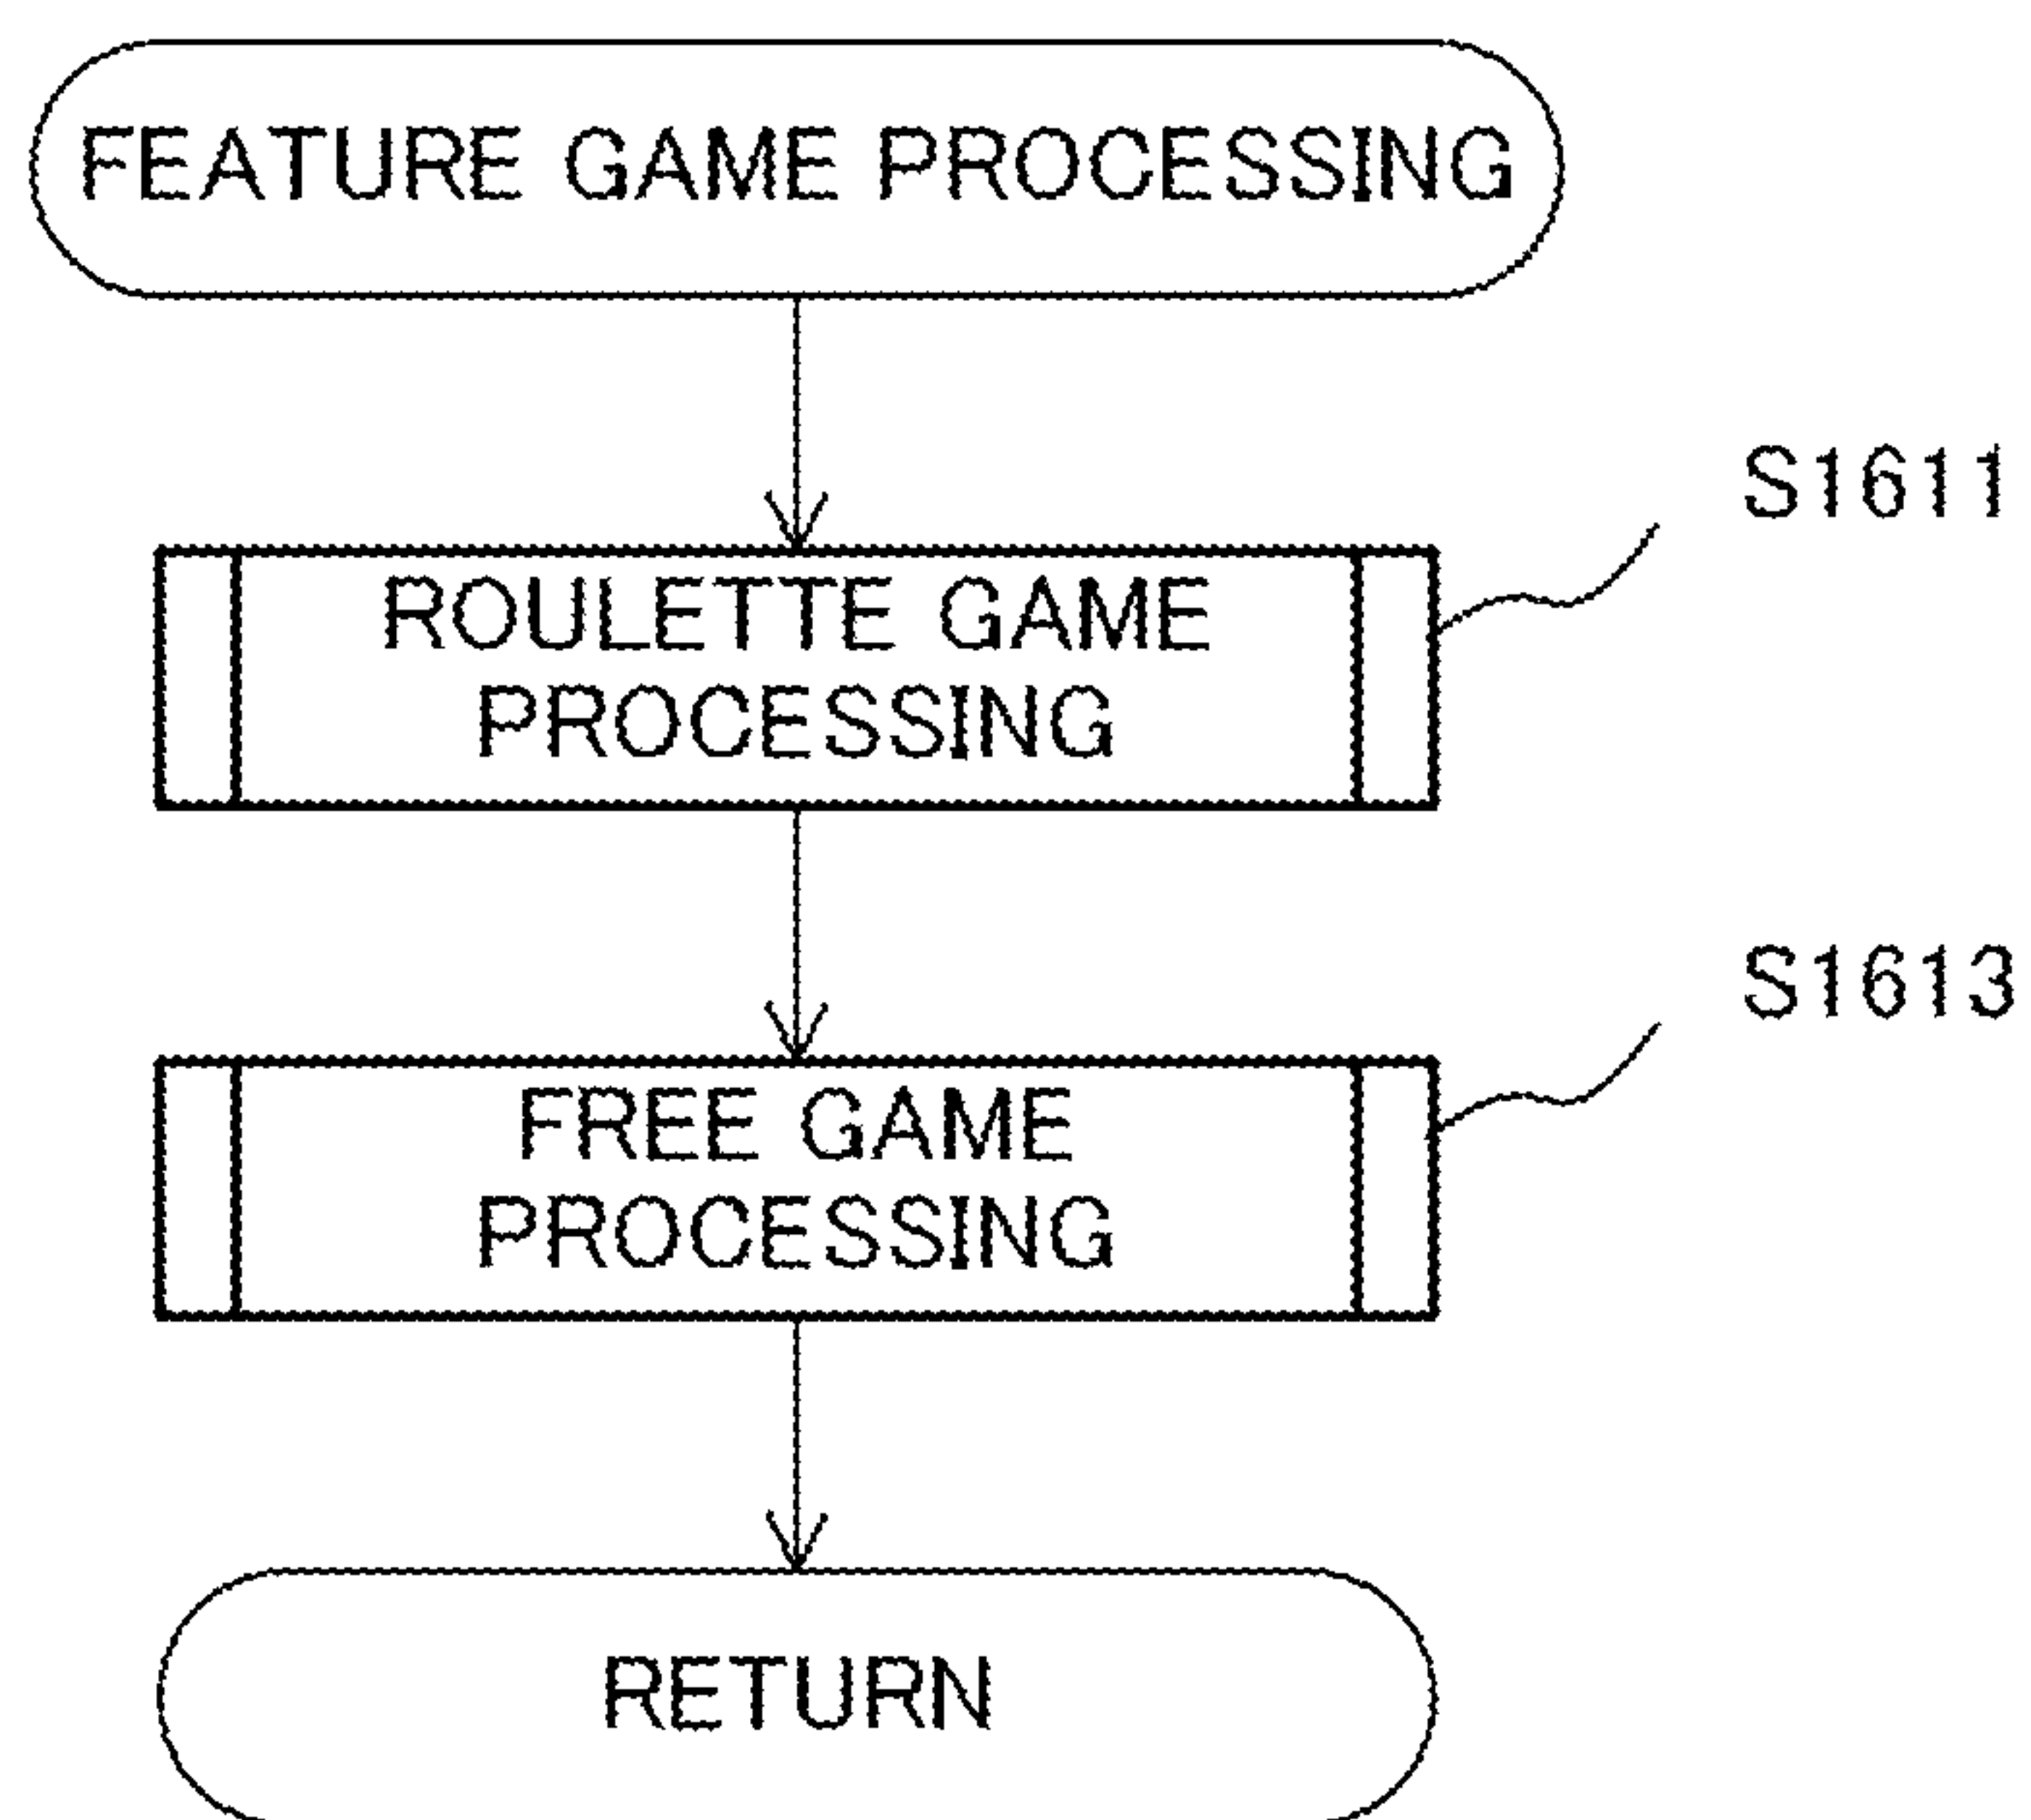 FEATURE GAME PROCESSING
S1611
ROULETTE GAME
PROCESSING
S1613
FREE GAME
PROCESSING
RETURN